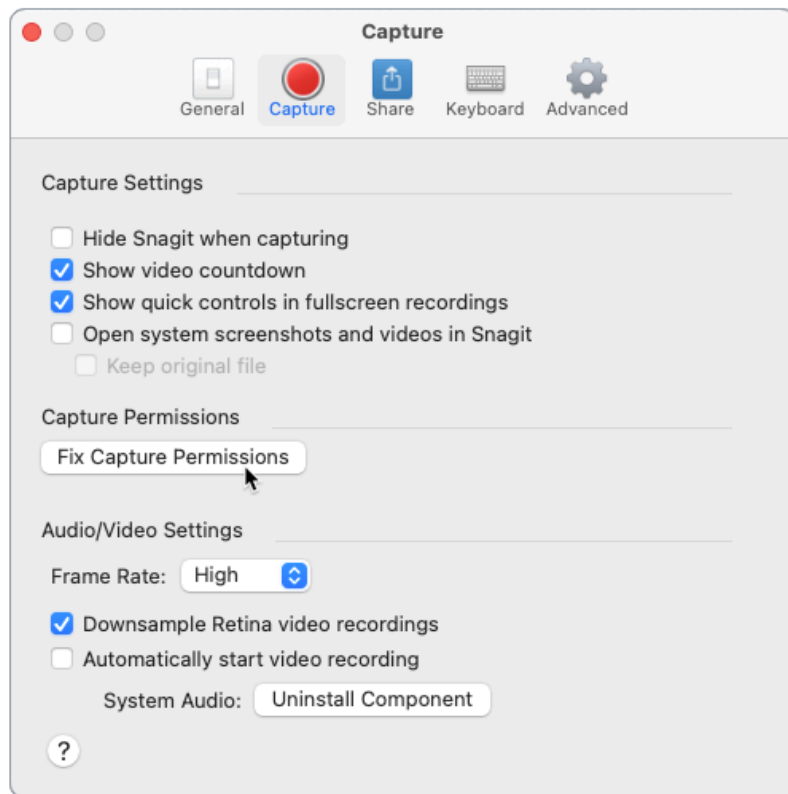 Capture
General Capture Share Keyboard Advanced
Capture Settings
Hide Snagit when capturing
Show video countdown
Show quick controls in fullscreen recordings
Open system screenshots and videos in Snagit
Keep original file
Capture Permissions
Fix Capture Permissions
Audio/Video Settings
Frame Rate: High
Downsample Retina video recordings
Automatically start video recording
System Audio: Uninstall Component
?